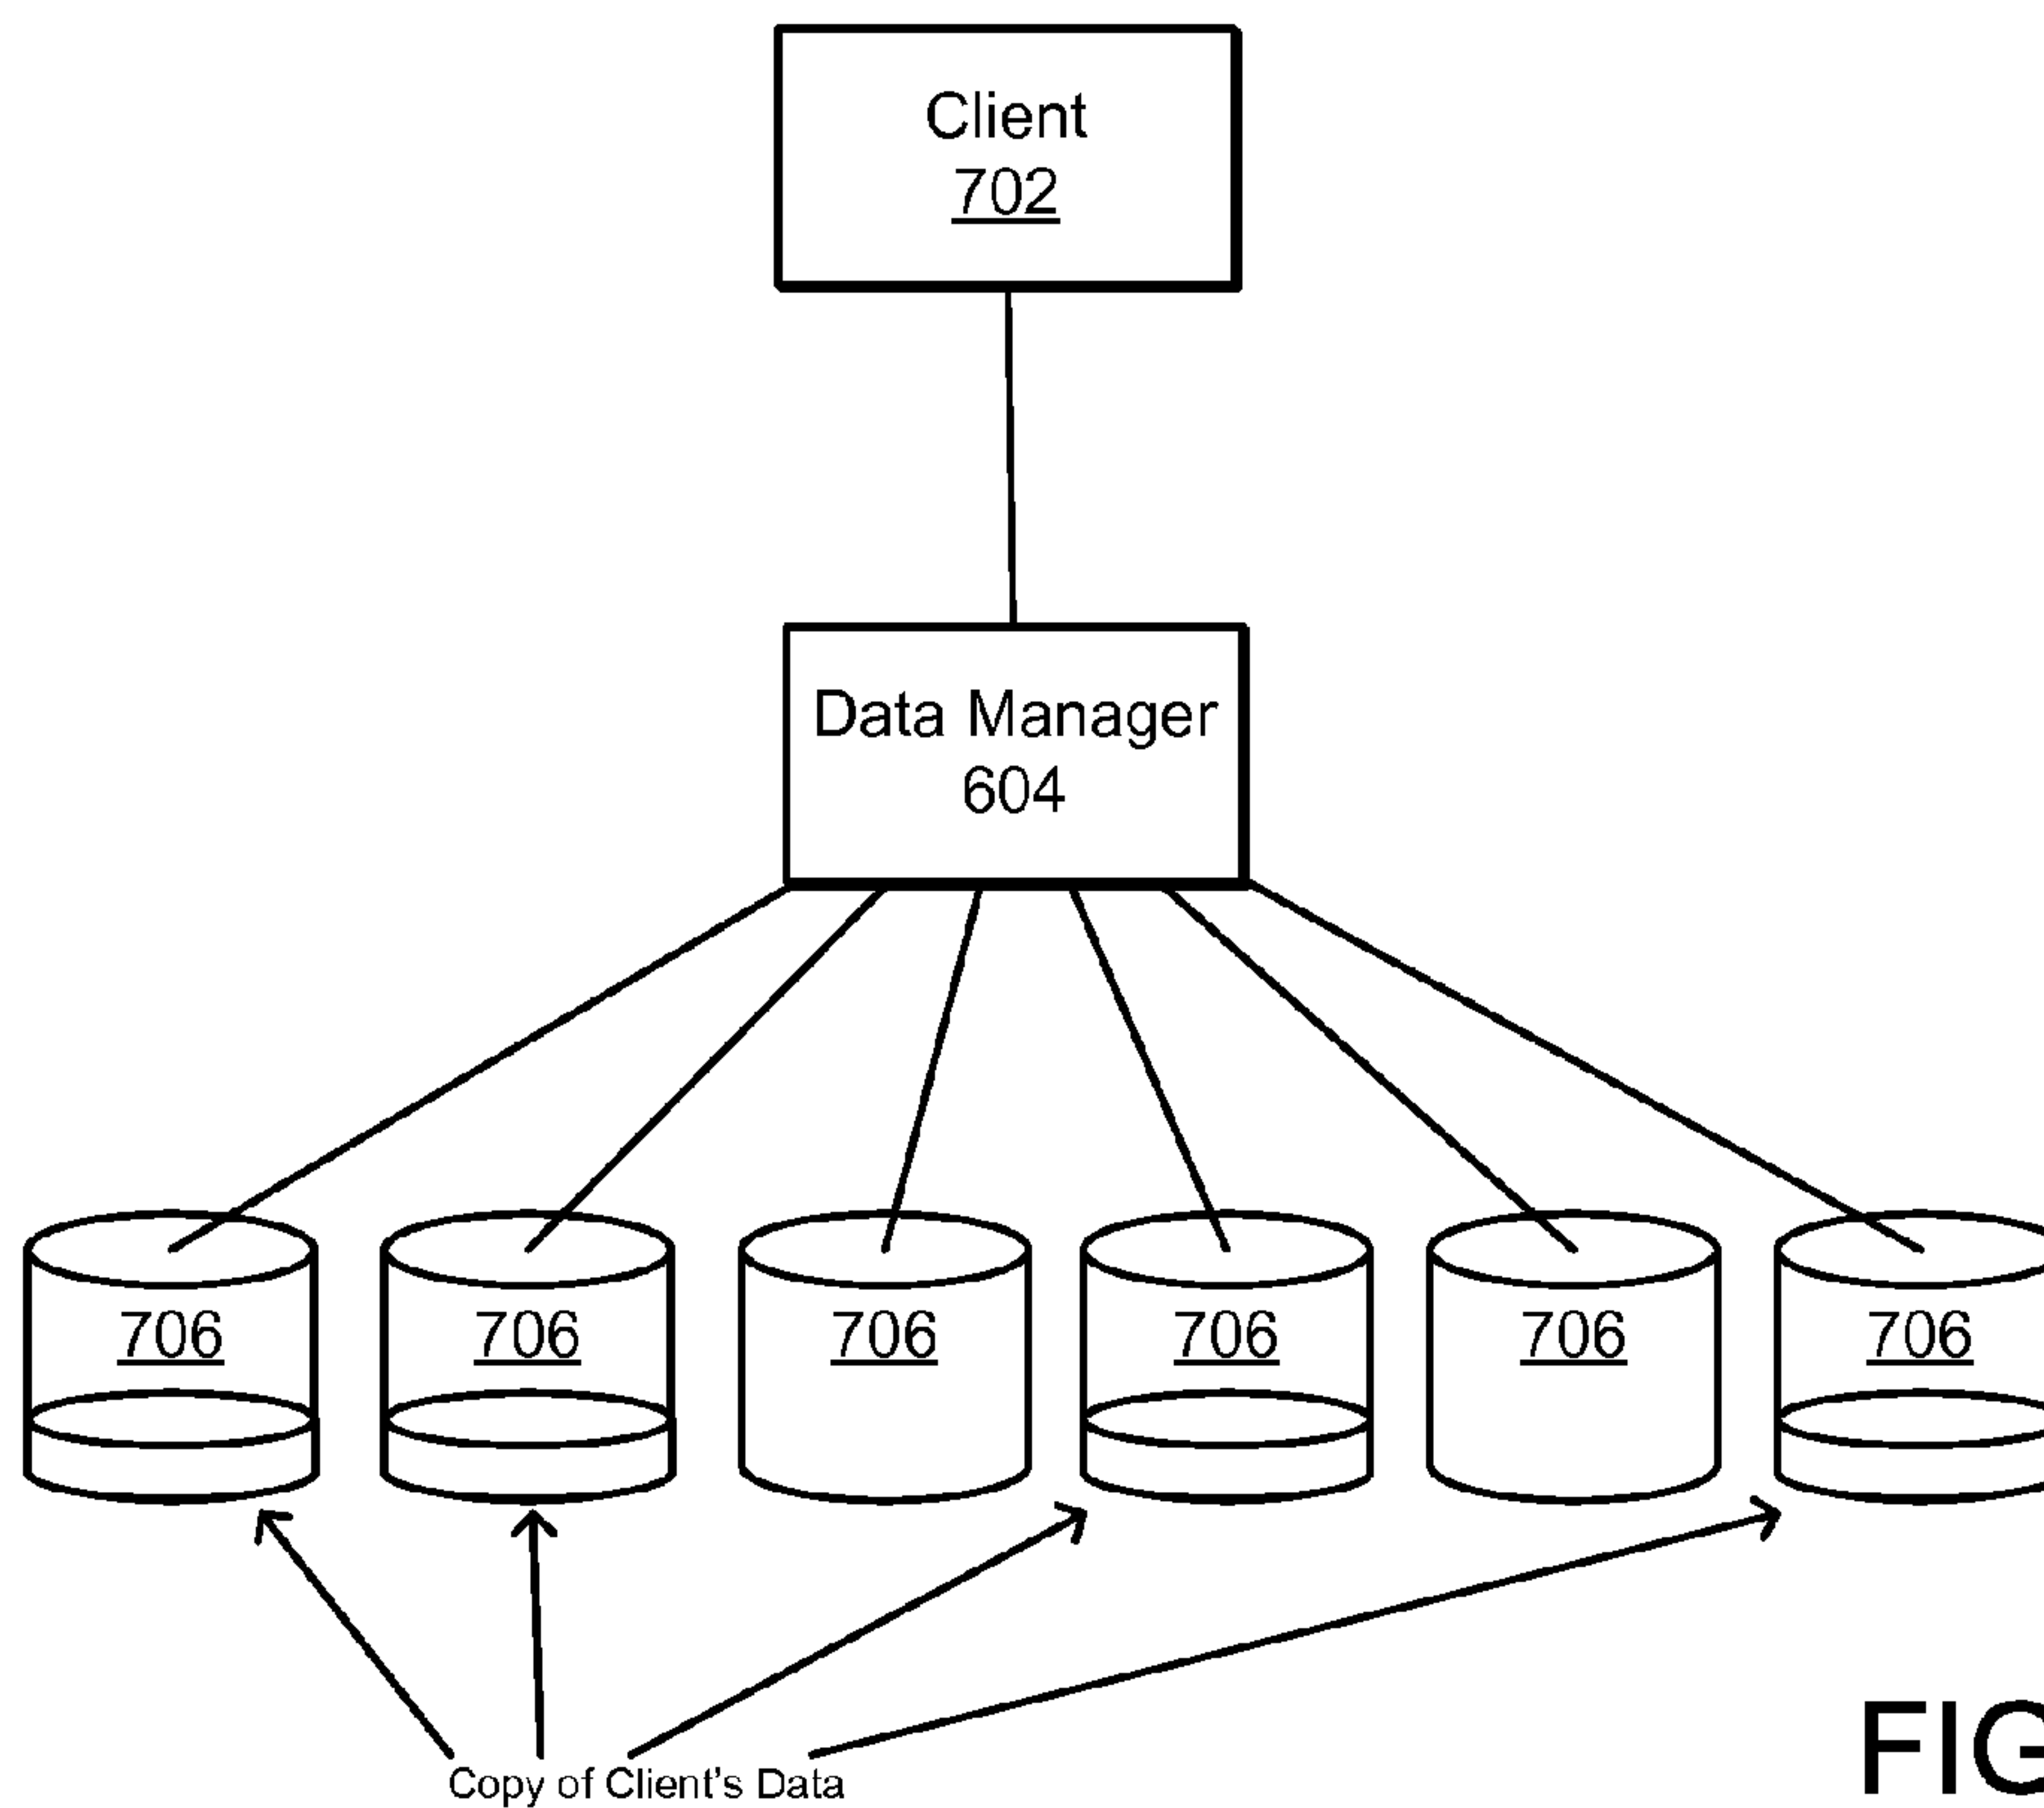 Client
702
Data Manager
604
706 706 706 706 706 706
Copy of Client's Data
FIG